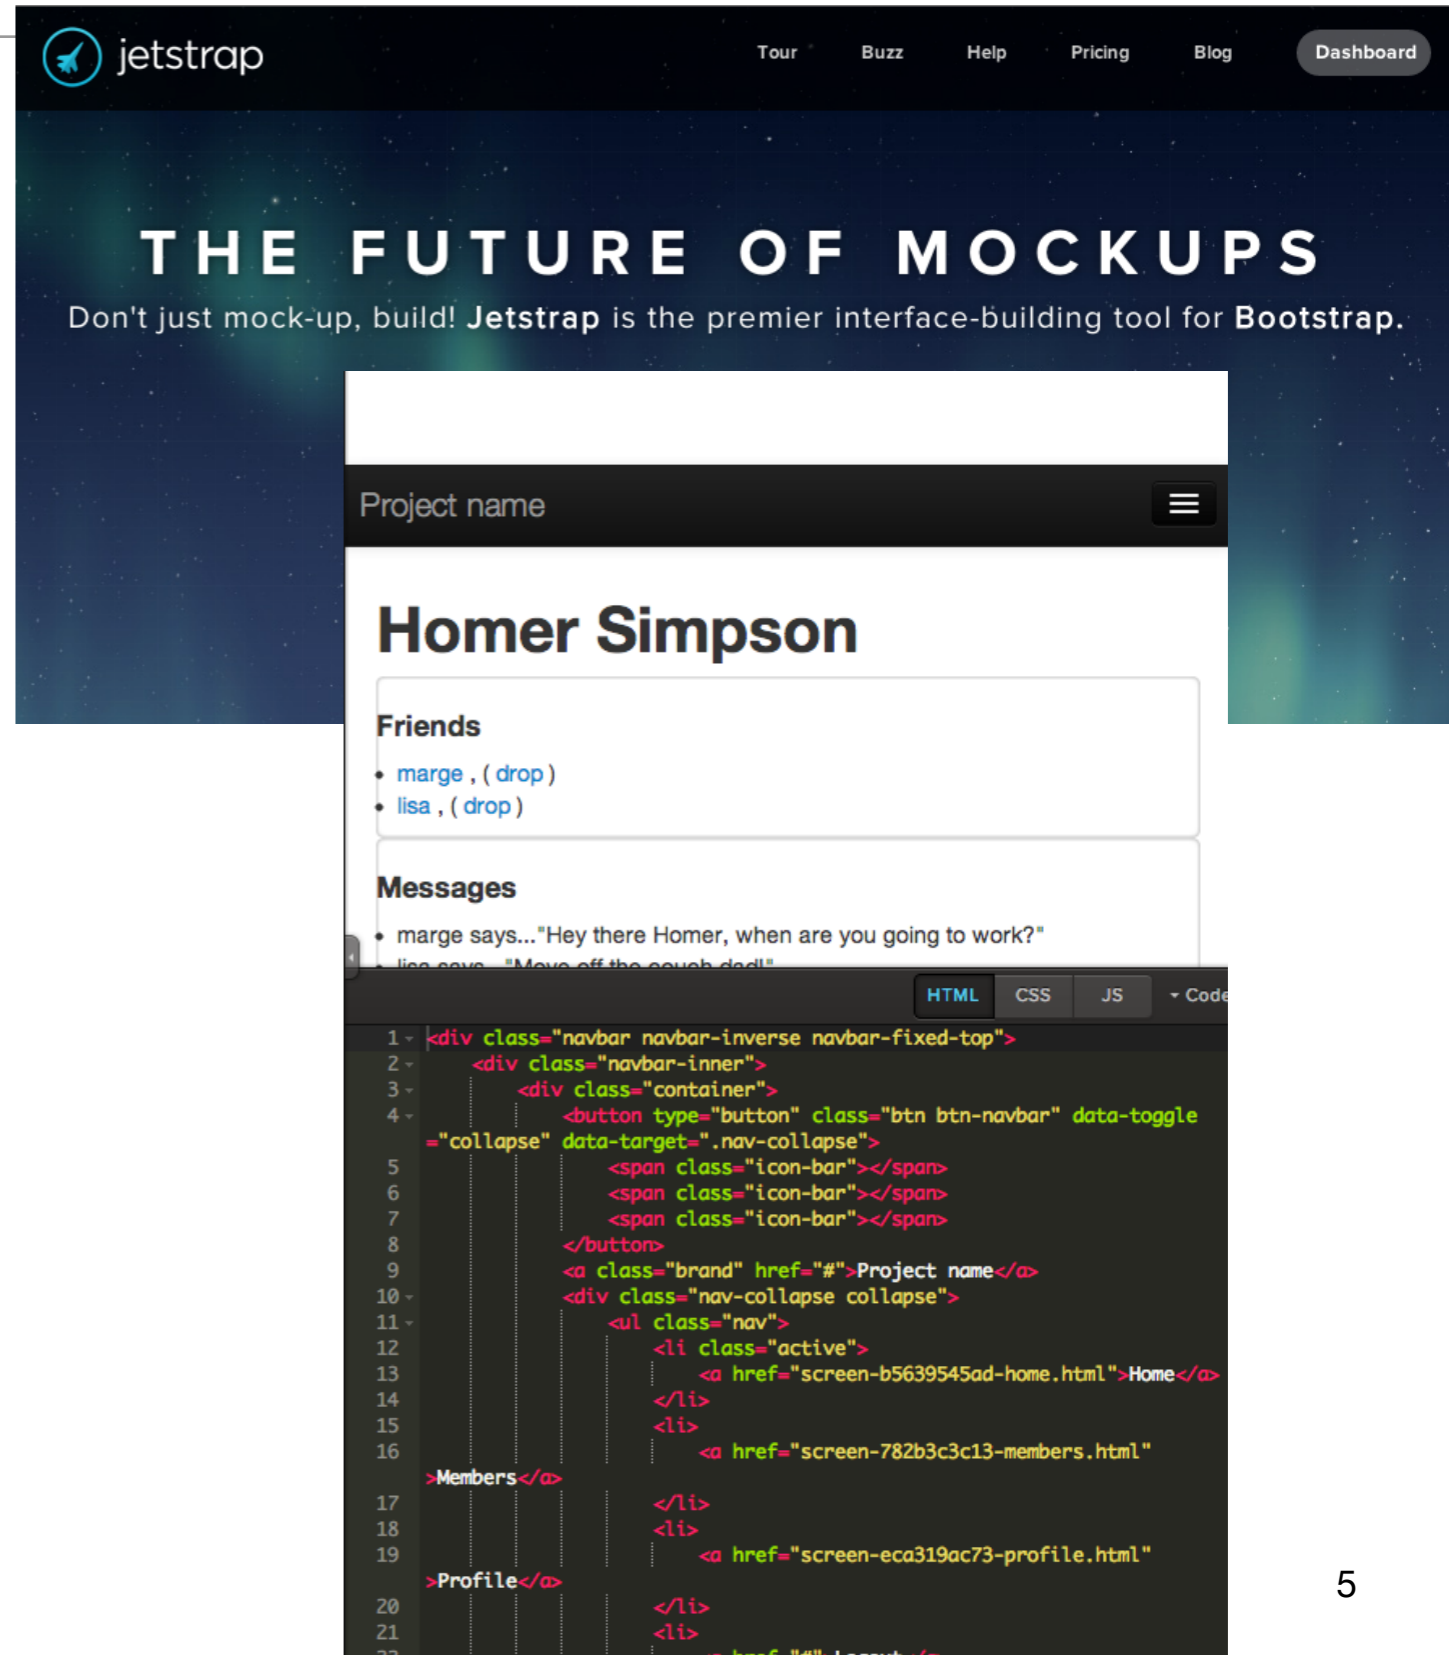 jetstrap
Tour Buzz Help Pricing Blog Dashboard
THE FUTURE OF MOCKUPS
Don't just mock-up, build! Jetstrap is the premier interface-building tool for Bootstrap.
Project name
Homer Simpson
Friends
• marge , ( drop )
• lisa , ( drop )
Messages
• marge says..."Hey there Homer, when are you going to work?"
• lisa says..."Move off the couch dad!"
HTML CSS JS Code
1 <div class="navbar navbar-inverse navbar-fixed-top">
2 <div class="navbar-inner">
3 <div class="container">
4 <button type="button" class="btn btn-navbar" data-toggle
="collapse" data-target=".nav-collapse">
5 <span class="icon-bar"></span>
6 <span class="icon-bar"></span>
7 <span class="icon-bar"></span>
8 </button>
9 <a class="brand" href="#">Project name</a>
10 <div class="nav-collapse collapse">
11 <ul class="nav">
12 <li class="active">
13 <a href="screen-b5639545ad-home.html">Home</a>
14 </li>
15 <li>
16 <a href="screen-782b3c3c13-members.html"
>Members</a>
17 </li>
18 <li>
19 <a href="screen-eca319ac73-profile.html"
>Profile</a>
20 </li>
21 <li>
5